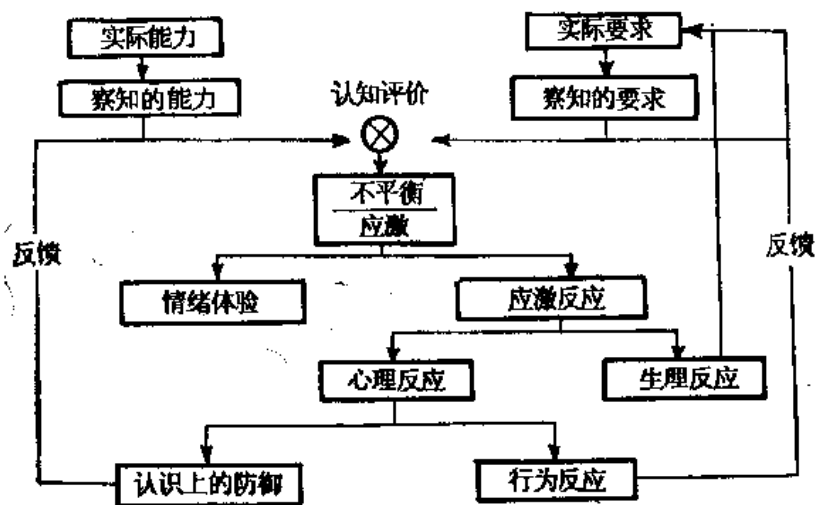 实际能力
实际要求
察知的能力
认知评价
察知的要求
不平衡
应激
反馈
反馈
情绪体验
应激反应
心理反应
生理反应
认识上的防御
行为反应